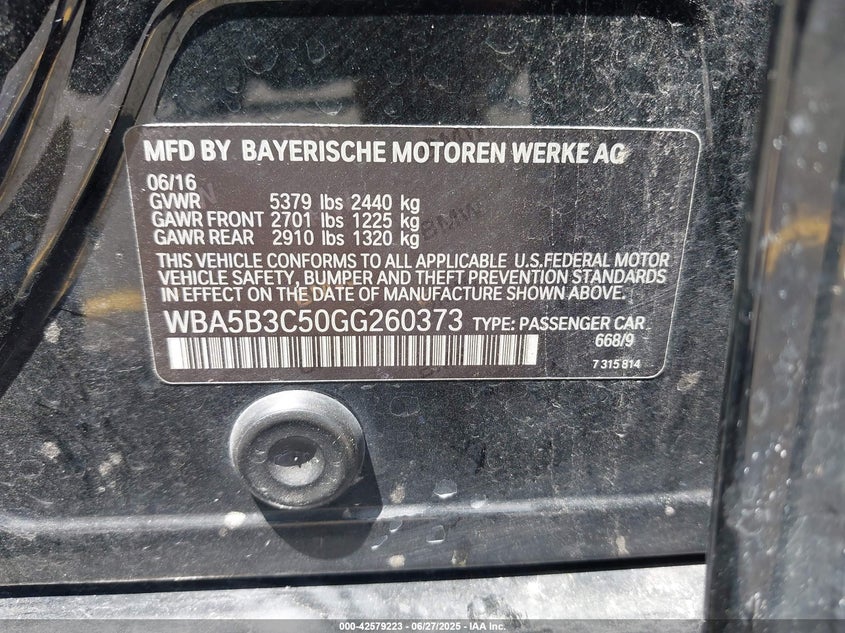 MFD BY BAYERISCHE MOTOREN WERKE AG
06/16
GVWR 5379 lbs 2440 kg
GAWR FRONT 2701 lbs 1225 kg
GAWR REAR 2910 lbs 1320 kg
THIS VEHICLE CONFORMS TO ALL APPLICABLE U.S.FEDERAL MOTOR
VEHICLE SAFETY, BUMPER AND THEFT PREVENTION STANDARDS
IN EFFECT ON THE DATE OF MANUFACTURE SHOWN ABOVE.
WBA5B3C50GG260373 TYPE: PASSENGER CAR
668/9
7 315 814
000-42579223 - 06/27/2025 - IAA Inc.